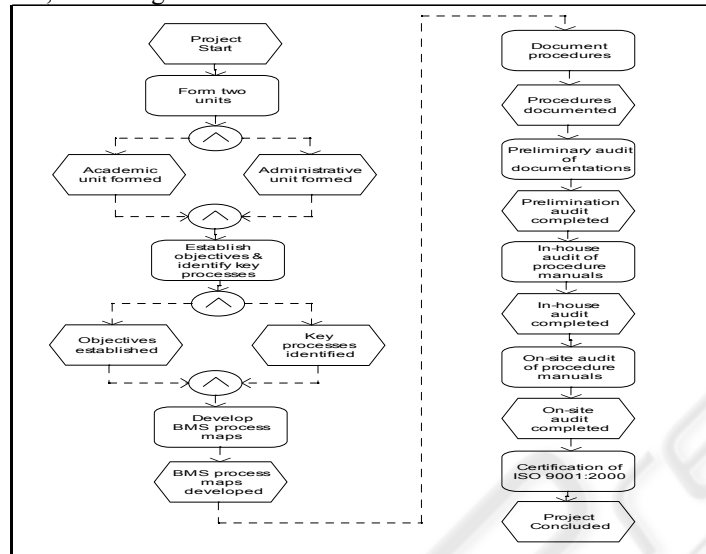 Project
Start
Form two
units
Academic
unit formed
Administrative
unit formed
Establish
objectives &
identify key
processes
Objectives
established
Key
processes
identified
Develop
BMS process
maps
BMS process
maps
developed
Document
procedures
Procedures
documented
Preliminary audit
of
documentations
Prelimination
audit
completed
In-house
audit of
procedure
manuals
In-house
audit
completed
On-site audit
of procedure
manuals
On-site
audit
completed
Certification of
ISO 9001:2000
Project
Concluded